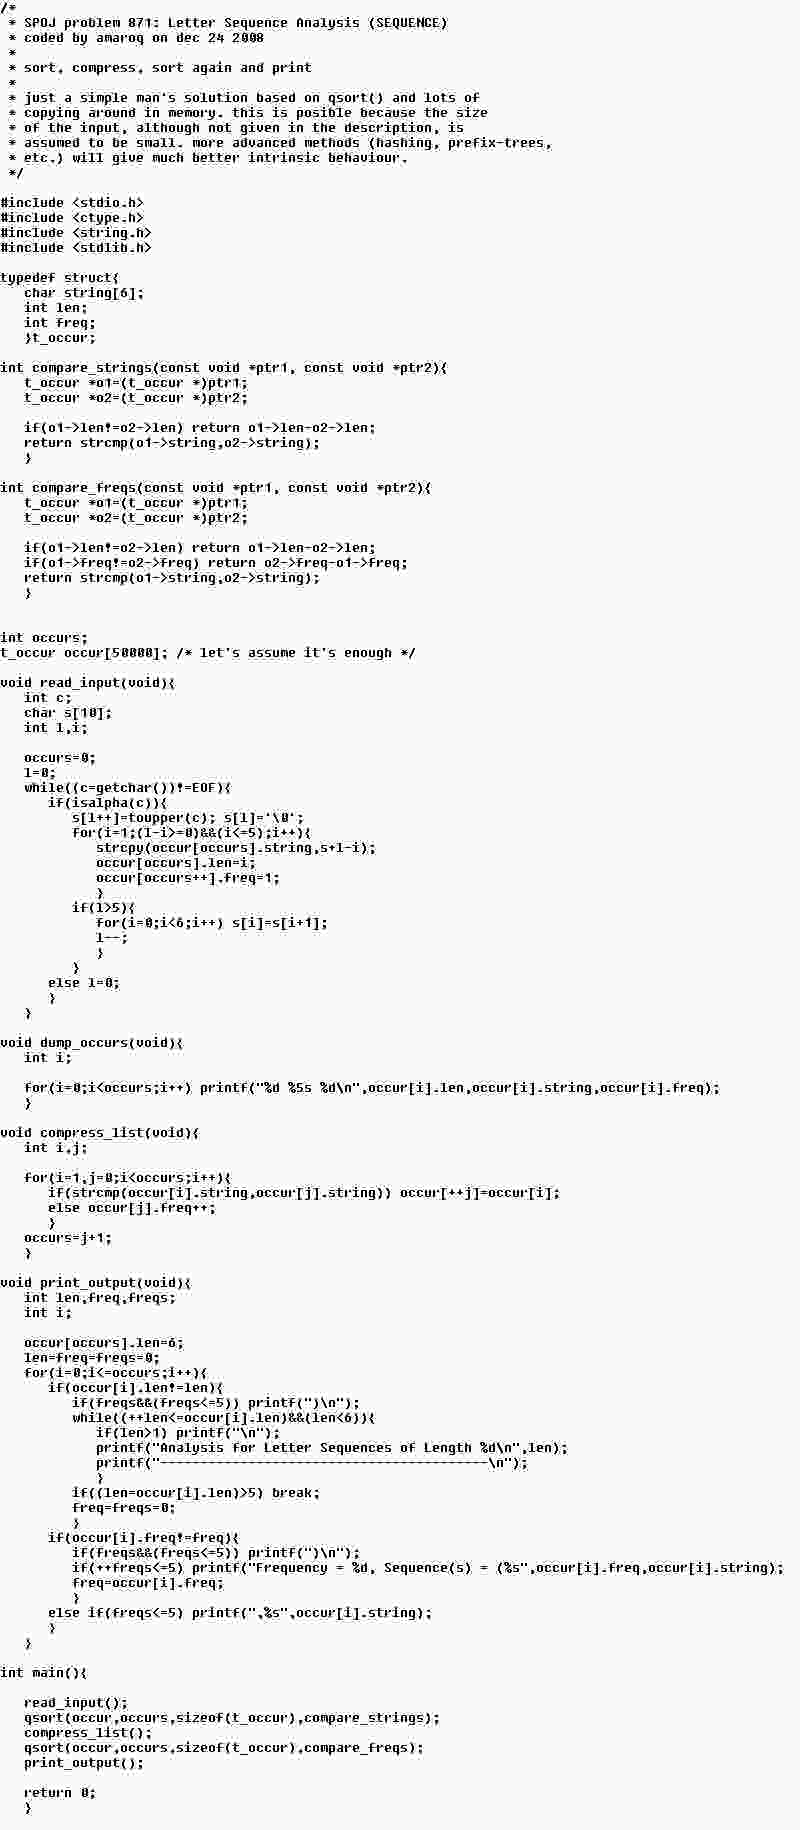 /*
 * SPOJ problem 871: Letter Sequence Analysis (SEQUENCE)
 * coded by amaroq on dec 24 2008
 *
 * sort, compress, sort again and print
 *
 * just a simple man's solution based on qsort() and lots of
 * copying around in memory. this is posible because the size
 * of the input, although not given in the description, is
 * assumed to be small. more advanced methods (hashing, prefix-trees,
 * etc.) will give much better intrinsic behaviour.
 */

#include <stdio.h>
#include <ctype.h>
#include <string.h>
#include <stdlib.h>

typedef struct{
   char string[6];
   int len;
   int freq;
   }t_occur;

int compare_strings(const void *ptr1, const void *ptr2){
   t_occur *o1=(t_occur *)ptr1;
   t_occur *o2=(t_occur *)ptr2;

   if(o1->len!=o2->len) return o1->len-o2->len;
   return strcmp(o1->string,o2->string);
   }

int compare_freqs(const void *ptr1, const void *ptr2){
   t_occur *o1=(t_occur *)ptr1;
   t_occur *o2=(t_occur *)ptr2;

   if(o1->len!=o2->len) return o1->len-o2->len;
   if(o1->freq!=o2->freq) return o2->freq-o1->freq;
   return strcmp(o1->string,o2->string);
   }


int occurs;
t_occur occur[50000]; /* let's assume it's enough */

void read_input(void){
   int c;
   char s[10];
   int l,i;

   occurs=0;
   l=0;
   while((c=getchar())!=EOF){
      if(isalpha(c)){
         s[l++]=toupper(c); s[l]='\0';
         for(i=1;(l-i>=0)&&(i<=5);i++){
            strcpy(occur[occurs].string,s+l-i);
            occur[occurs].len=i;
            occur[occurs++].freq=1;
            }
         if(l>5){
            for(i=0;i<6;i++) s[i]=s[i+1];
            l--;
            }
         }
      else l=0;
      }
   }

void dump_occurs(void){
   int i;

   for(i=0;i<occurs;i++) printf("%d %5s %d\n",occur[i].len,occur[i].string,occur[i].freq);
   }

void compress_list(void){
   int i,j;

   for(i=1,j=0;i<occurs;i++){
      if(strcmp(occur[i].string,occur[j].string)) occur[++j]=occur[i];
      else occur[j].freq++;
      }
   occurs=j+1;
   }

void print_output(void){
   int len,freq,freqs;
   int i;

   occur[occurs].len=6;
   len=freq=freqs=0;
   for(i=0;i<=occurs;i++){
      if(occur[i].len!=len){
         if(freqs&&(freqs<=5)) printf(")\n");
         while((++len<=occur[i].len)&&(len<6)){
            if(len>1) printf("\n");
            printf("Analysis for Letter Sequences of Length %d\n",len);
            printf("-----------------------------------------\n");
            }
         if((len=occur[i].len)>5) break;
         freq=freqs=0;
         }
      if(occur[i].freq!=freq){
         if(freqs&&(freqs<=5)) printf(")\n");
         if(++freqs<=5) printf("Frequency = %d, Sequence(s) = (%s",occur[i].freq,occur[i].string);
         freq=occur[i].freq;
         }
      else if(freqs<=5) printf(",%s",occur[i].string);
      }
   }

int main(){

   read_input();
   qsort(occur,occurs,sizeof(t_occur),compare_strings);
   compress_list();
   qsort(occur,occurs,sizeof(t_occur),compare_freqs);
   print_output();

   return 0;
   }